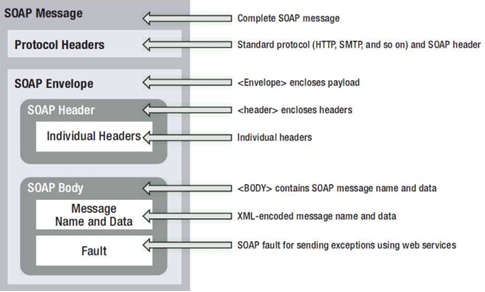 SOAP Message
Complete SOAP message
Protocol Headers
Standard protocol (HTTP, SMTP, and so on) and SOAP header
SOAP Envelope
<Envelope> encloses payload
SOAP Header
<header> encloses headers
Individual Headers
Individual headers
SOAP Body
<BODY> contains SOAP message name and data
Message
Name and Data
XML-encoded message name and data
Fault
SOAP fault for sending exceptions using web services